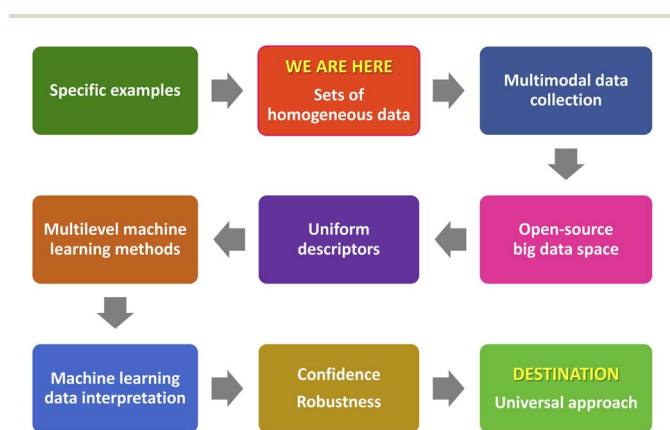 Specific examples
WE ARE HERE
Sets of
homogeneous data
Multimodal data
collection
Open-source
big data space
Uniform
descriptors
Multilevel machine
learning methods
Machine learning
data interpretation
Confidence
Robustness
DESTINATION
Universal approach